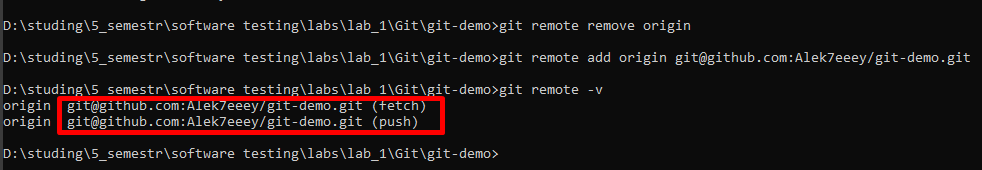 D:\studing\5_semestr\software testing\labs\lab_1\Git\git-demo>git remote remove origin
D:\studing\5_semestr\software testing\labs\lab_1\Git\git-demo>git remote add origin git@github.com:Alek7eeey/git-demo.git
D:\studing\5_semestr\software testing\labs\lab_1\Git\git-demo>git remote -v
origin  git@github.com:Alek7eeey/git-demo.git (fetch)
origin  git@github.com:Alek7eeey/git-demo.git (push)
D:\studing\5_semestr\software testing\labs\lab_1\Git\git-demo>